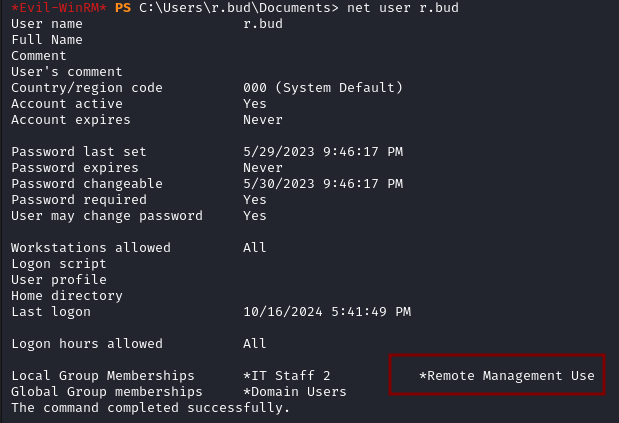 *Evil-WinRM* PS C:\Users\r.bud\Documents> net user r.bud
User name r.bud
Full Name
Comment
User's comment
Country/region code 000 (System Default)
Account active Yes
Account expires Never
Password last set 5/29/2023 9:46:17 PM
Password expires Never
Password changeable 5/30/2023 9:46:17 PM
Password required Yes
User may change password Yes
Workstations allowed All
Logon script
User profile
Home directory
Last logon 10/16/2024 5:41:49 PM
Logon hours allowed All
Local Group Memberships *IT Staff 2 *Remote Management Use
Global Group memberships *Domain Users
The command completed successfully.